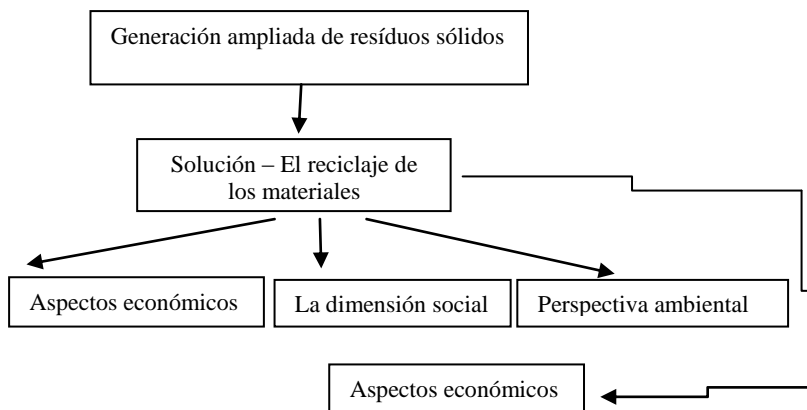 Generación ampliada de resíduos sólidos
Solución – El reciclaje de
los materiales
Aspectos económicos
La dimensión social
Perspectiva ambiental
Aspectos económicos